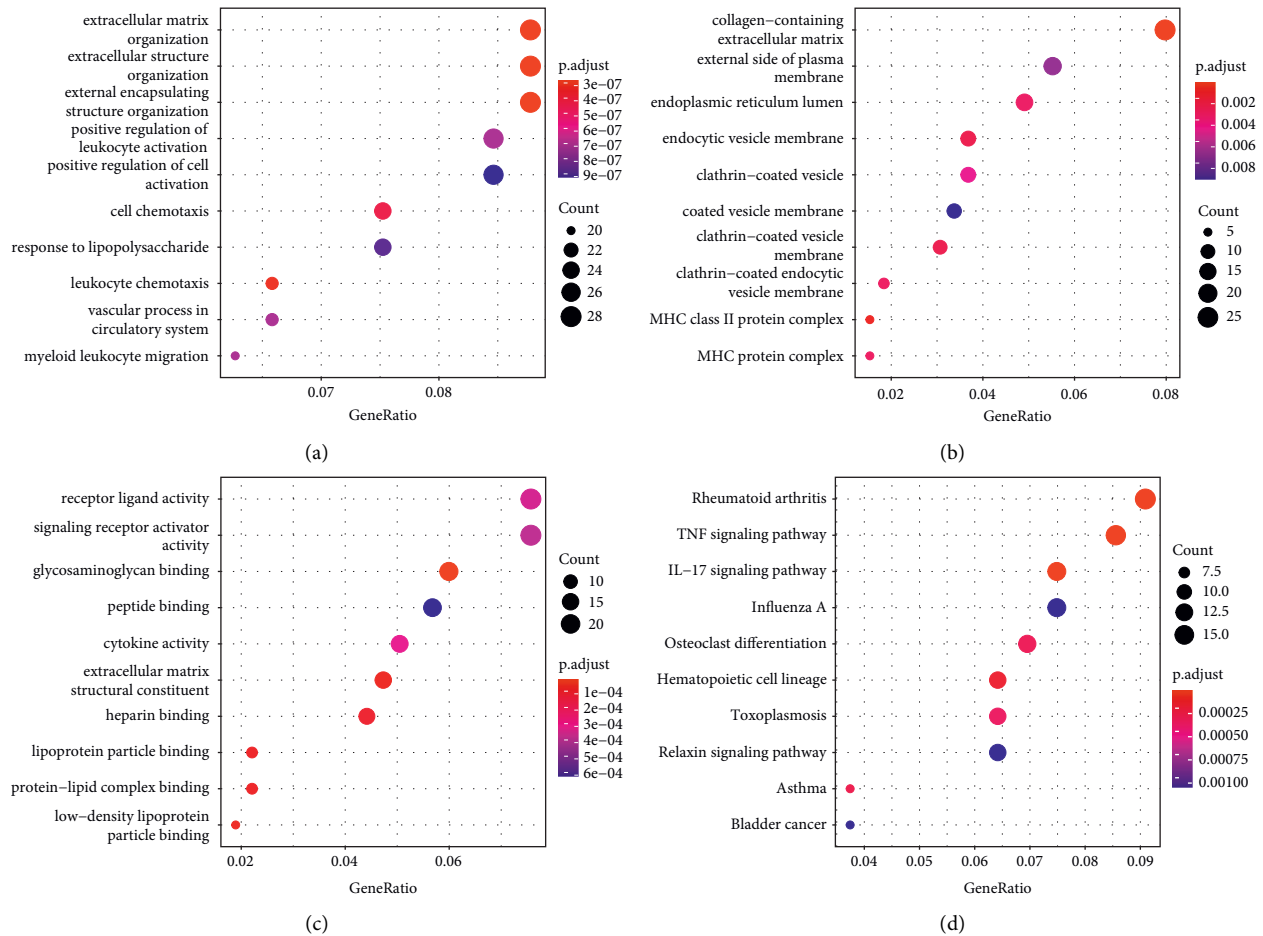 extracellular matrix
organization
extracellular structure
organization
external encapsulating
structure organization
positive regulation of
leukocyte activation
positive regulation of cell
activation
cell chemotaxis
response to lipopolysaccharide
leukocyte chemotaxis
vascular process in
circulatory system
myeloid leukocyte migration
0.07 0.08
GeneRatio
p.adjust
3e−07
4e−07
5e−07
6e−07
7e−07
8e−07
9e−07
Count
20
22
24
26
28
(a)
collagen−containing
extracellular matrix
external side of plasma
membrane
endoplasmic reticulum lumen
endocytic vesicle membrane
clathrin−coated vesicle
coated vesicle membrane
clathrin−coated vesicle
membrane
clathrin−coated endocytic
vesicle membrane
MHC class II protein complex
MHC protein complex
0.02 0.04 0.06 0.08
GeneRatio
p.adjust
0.002
0.004
0.006
0.008
Count
5
10
15
20
25
(b)
receptor ligand activity
signaling receptor activator
activity
glycosaminoglycan binding
peptide binding
cytokine activity
extracellular matrix
structural constituent
heparin binding
lipoprotein particle binding
protein−lipid complex binding
low−density lipoprotein
particle binding
0.02 0.04 0.06
GeneRatio
Count
10
15
20
p.adjust
1e−04
2e−04
3e−04
4e−04
5e−04
6e−04
(c)
Rheumatoid arthritis
TNF signaling pathway
IL−17 signaling pathway
Influenza A
Osteoclast differentiation
Hematopoietic cell lineage
Toxoplasmosis
Relaxin signaling pathway
Asthma
Bladder cancer
0.04 0.05 0.06 0.07 0.08 0.09
GeneRatio
Count
7.5
10.0
12.5
15.0
p.adjust
0.00025
0.00050
0.00075
0.00100
(d)